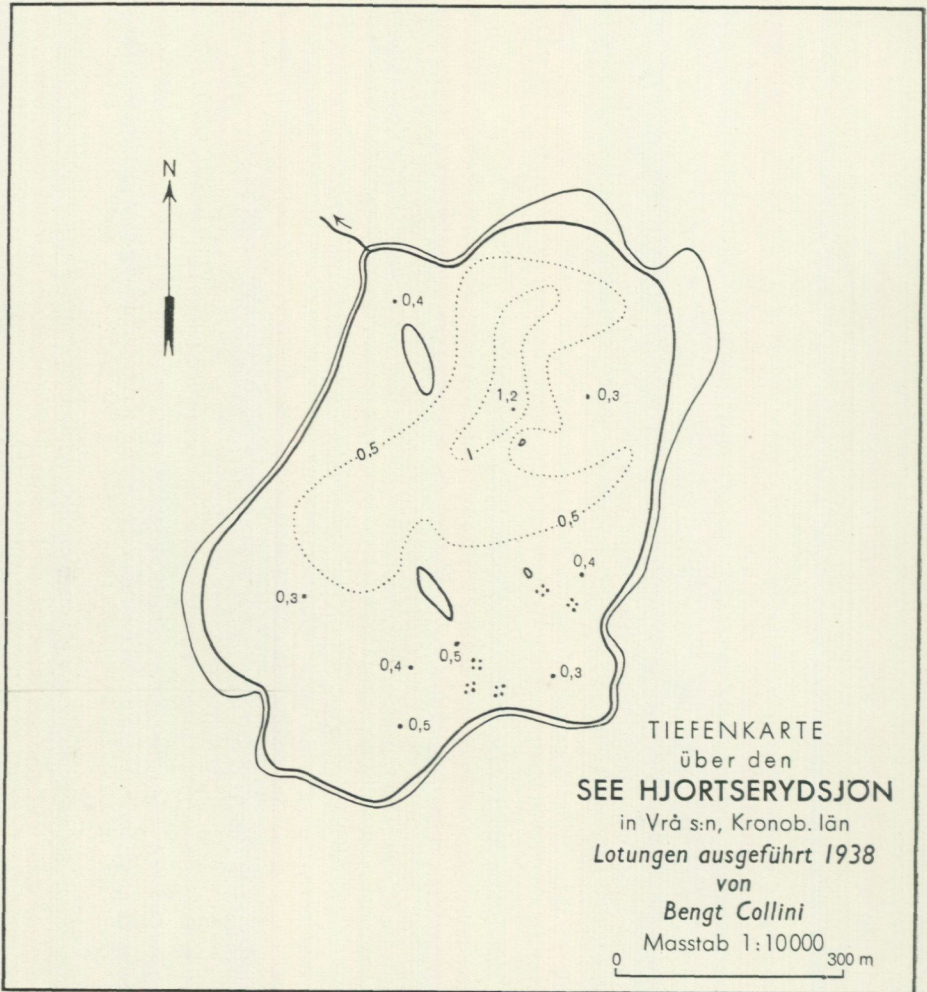 N
0,4
1,2
0,3
0,5
1
0,5
0,4
0,3
0,5
0,4
0,3
0,5
TIEFENKARTE
über den
SEE HJORTSERYDSJÖN
in Vrå s:n, Kronob. län
Lotungen ausgeführt 1938
von
Bengt Collini
Masstab 1:10000
0 300 m